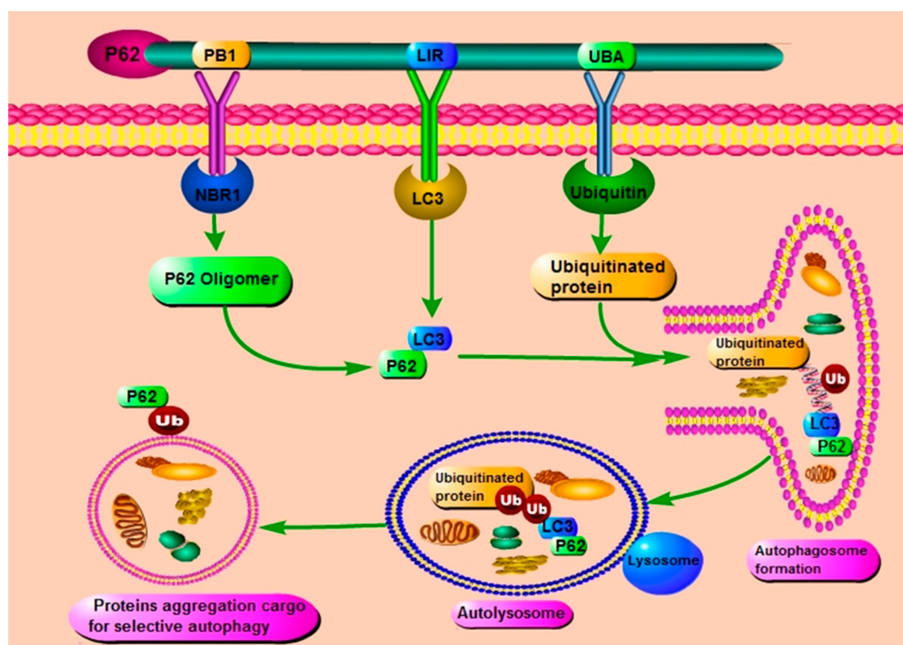 P62
PB1
LIR
UBA
NBR1
LC3
Ubiquitin
P62 Oligomer
Ubiquitinated
protein
LC3
P62
Ubiquitinated
protein
Ub
LC3
P62
P62
Ub
Ubiquitinated
protein
Ub
Ub
LC3
P62
Lysosome
Autophagosome
formation
Proteins aggregation cargo
for selective autophagy
Autolysosome